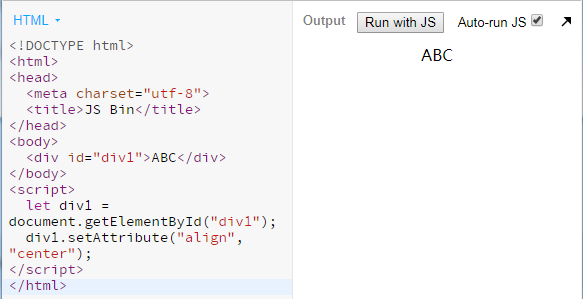 HTML
Output Run with JS Auto-run JS
<!DOCTYPE html>
<html>
<head>
  <meta charset="utf-8">
  <title>JS Bin</title>
</head>
<body>
  <div id="div1">ABC</div>
</body>
<script>
  let div1 =
document.getElementById("div1");
  div1.setAttribute("align",
"center");
</script>
</html>
ABC